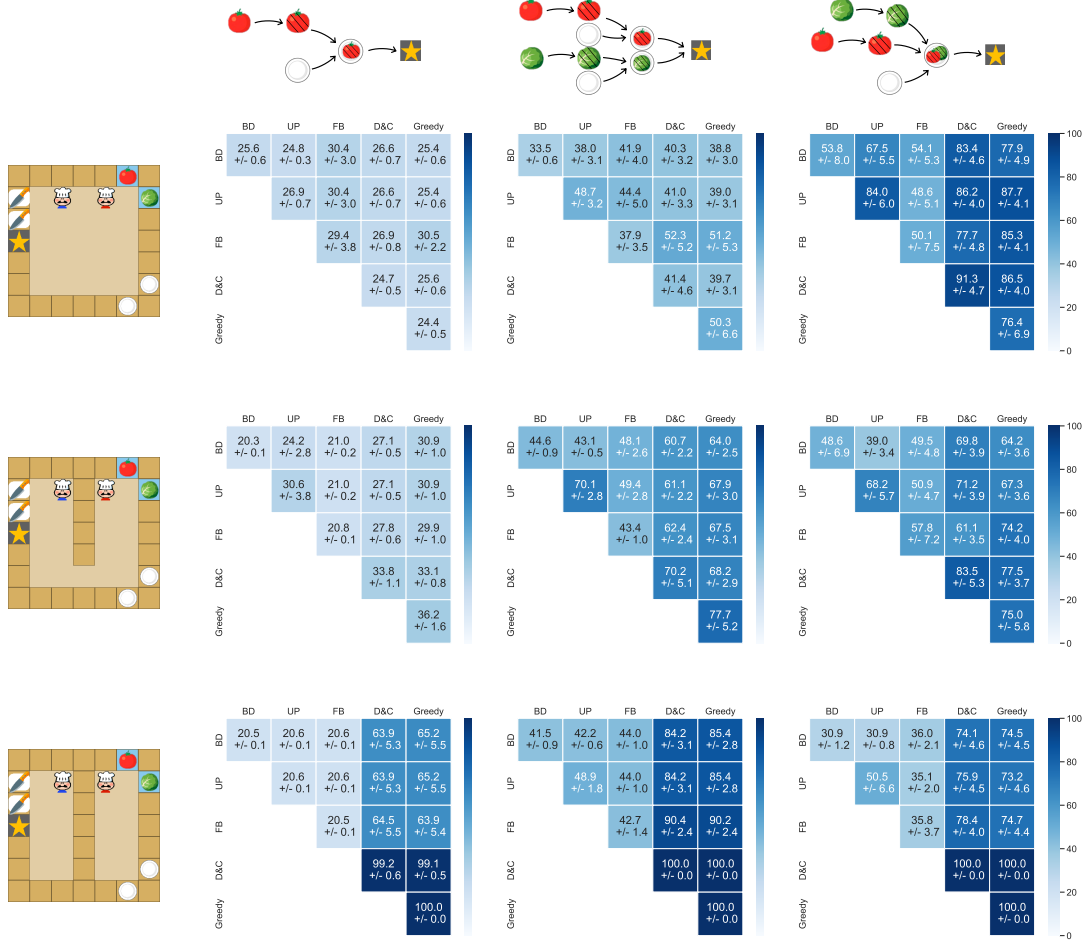 BD UP FB D&C Greedy BD UP FB D&C Greedy BD UP FB D&C Greedy
BD 25.6 24.8 30.4 26.6 25.4 BD 33.5 38.0 41.9 40.3 38.8 BD 53.8 67.5 54.1 83.4 77.9 100
+/- 0.6 +/- 0.3 +/- 3.0 +/- 0.7 +/- 0.6 +/- 0.6 +/- 3.1 +/- 4.0 +/- 3.2 +/- 3.0 +/- 8.0 +/- 5.5 +/- 5.3 +/- 4.6 +/- 4.9
UP 26.9 30.4 26.6 25.4 UP 48.7 44.4 41.0 39.0 UP 84.0 48.6 86.2 87.7 80
+/- 0.7 +/- 3.0 +/- 0.7 +/- 0.6 +/- 3.2 +/- 5.0 +/- 3.3 +/- 3.1 +/- 6.0 +/- 5.1 +/- 4.0 +/- 4.1
60
FB 29.4 26.9 30.5 FB 37.9 52.3 51.2 FB 50.1 77.7 85.3
+/- 3.8 +/- 0.8 +/- 2.2 +/- 3.5 +/- 5.2 +/- 5.3 +/- 7.5 +/- 4.8 +/- 4.1
40
D&C 24.7 25.6 D&C 41.4 39.7 D&C 91.3 86.5
+/- 0.5 +/- 0.6 +/- 4.6 +/- 3.1 +/- 4.7 +/- 4.0
20
Greedy 24.4 Greedy 50.3 Greedy 76.4
+/- 0.5 +/- 6.6 +/- 6.9
0
BD UP FB D&C Greedy BD UP FB D&C Greedy BD UP FB D&C Greedy
BD 20.3 24.2 21.0 27.1 30.9 BD 44.6 43.1 48.1 60.7 64.0 BD 48.6 39.0 49.5 69.8 64.2 100
+/- 0.1 +/- 2.8 +/- 0.2 +/- 0.5 +/- 1.0 +/- 0.9 +/- 0.5 +/- 2.6 +/- 2.2 +/- 2.5 +/- 6.9 +/- 3.4 +/- 4.8 +/- 3.9 +/- 3.6
UP 30.6 21.0 27.1 30.9 UP 70.1 49.4 61.1 67.9 UP 68.2 50.9 71.2 67.3 80
+/- 3.8 +/- 0.2 +/- 0.5 +/- 1.0 +/- 2.8 +/- 2.8 +/- 2.2 +/- 3.0 +/- 5.7 +/- 4.7 +/- 3.9 +/- 3.6
60
FB 20.8 27.8 29.9 FB 43.4 62.4 67.5 FB 57.8 61.1 74.2
+/- 0.1 +/- 0.6 +/- 1.0 +/- 1.0 +/- 2.4 +/- 3.1 +/- 7.2 +/- 3.5 +/- 4.0
40
D&C 33.8 33.1 D&C 70.2 68.2 D&C 83.5 77.5
+/- 1.1 +/- 0.8 +/- 5.1 +/- 2.9 +/- 5.3 +/- 3.7
20
Greedy 36.2 Greedy 77.7 Greedy 75.0
+/- 1.6 +/- 5.2 +/- 5.8
0
BD UP FB D&C Greedy BD UP FB D&C Greedy BD UP FB D&C Greedy
BD 20.5 20.6 20.6 63.9 65.2 BD 41.5 42.2 44.0 84.2 85.4 BD 30.9 30.9 36.0 74.1 74.5 100
+/- 0.1 +/- 0.1 +/- 0.1 +/- 5.3 +/- 5.5 +/- 0.9 +/- 0.6 +/- 1.0 +/- 3.1 +/- 2.8 +/- 1.2 +/- 0.8 +/- 2.1 +/- 4.6 +/- 4.5
UP 20.6 20.6 63.9 65.2 UP 48.9 44.0 84.2 85.4 UP 50.5 35.1 75.9 73.2 80
+/- 0.1 +/- 0.1 +/- 5.3 +/- 5.5 +/- 1.8 +/- 1.0 +/- 3.1 +/- 2.8 +/- 6.6 +/- 2.0 +/- 4.5 +/- 4.6
60
FB 20.5 64.5 63.9 FB 42.7 90.4 90.2 FB 35.8 78.4 74.7
+/- 0.1 +/- 5.5 +/- 5.4 +/- 1.4 +/- 2.4 +/- 2.4 +/- 3.7 +/- 4.0 +/- 4.4
40
D&C 99.2 99.1 D&C 100.0 100.0 D&C 100.0 100.0
+/- 0.6 +/- 0.5 +/- 0.0 +/- 0.0 +/- 0.0 +/- 0.0
20
Greedy 100.0 Greedy 100.0 Greedy 100.0
+/- 0.0 +/- 0.0 +/- 0.0
0